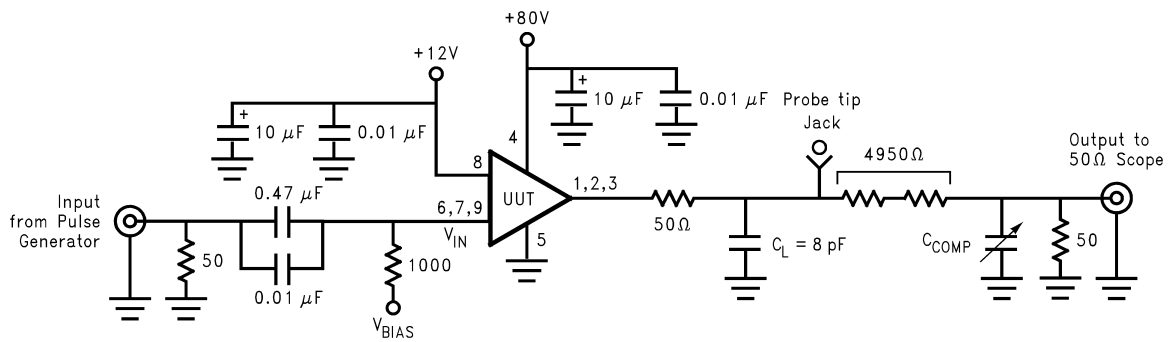 +80V
+12V
+
10 μF
0.01 μF
+
10 μF
0.01 μF
Probe tip
Jack
4950Ω
Output to
50Ω Scope
4
8
0.47 μF
1,2,3
UUT
Input
from Pulse
Generator
6,7,9
V_IN
5
50Ω
50
1000
C_L = 8 pF
C_COMP
50
0.01 μF
V_BIAS